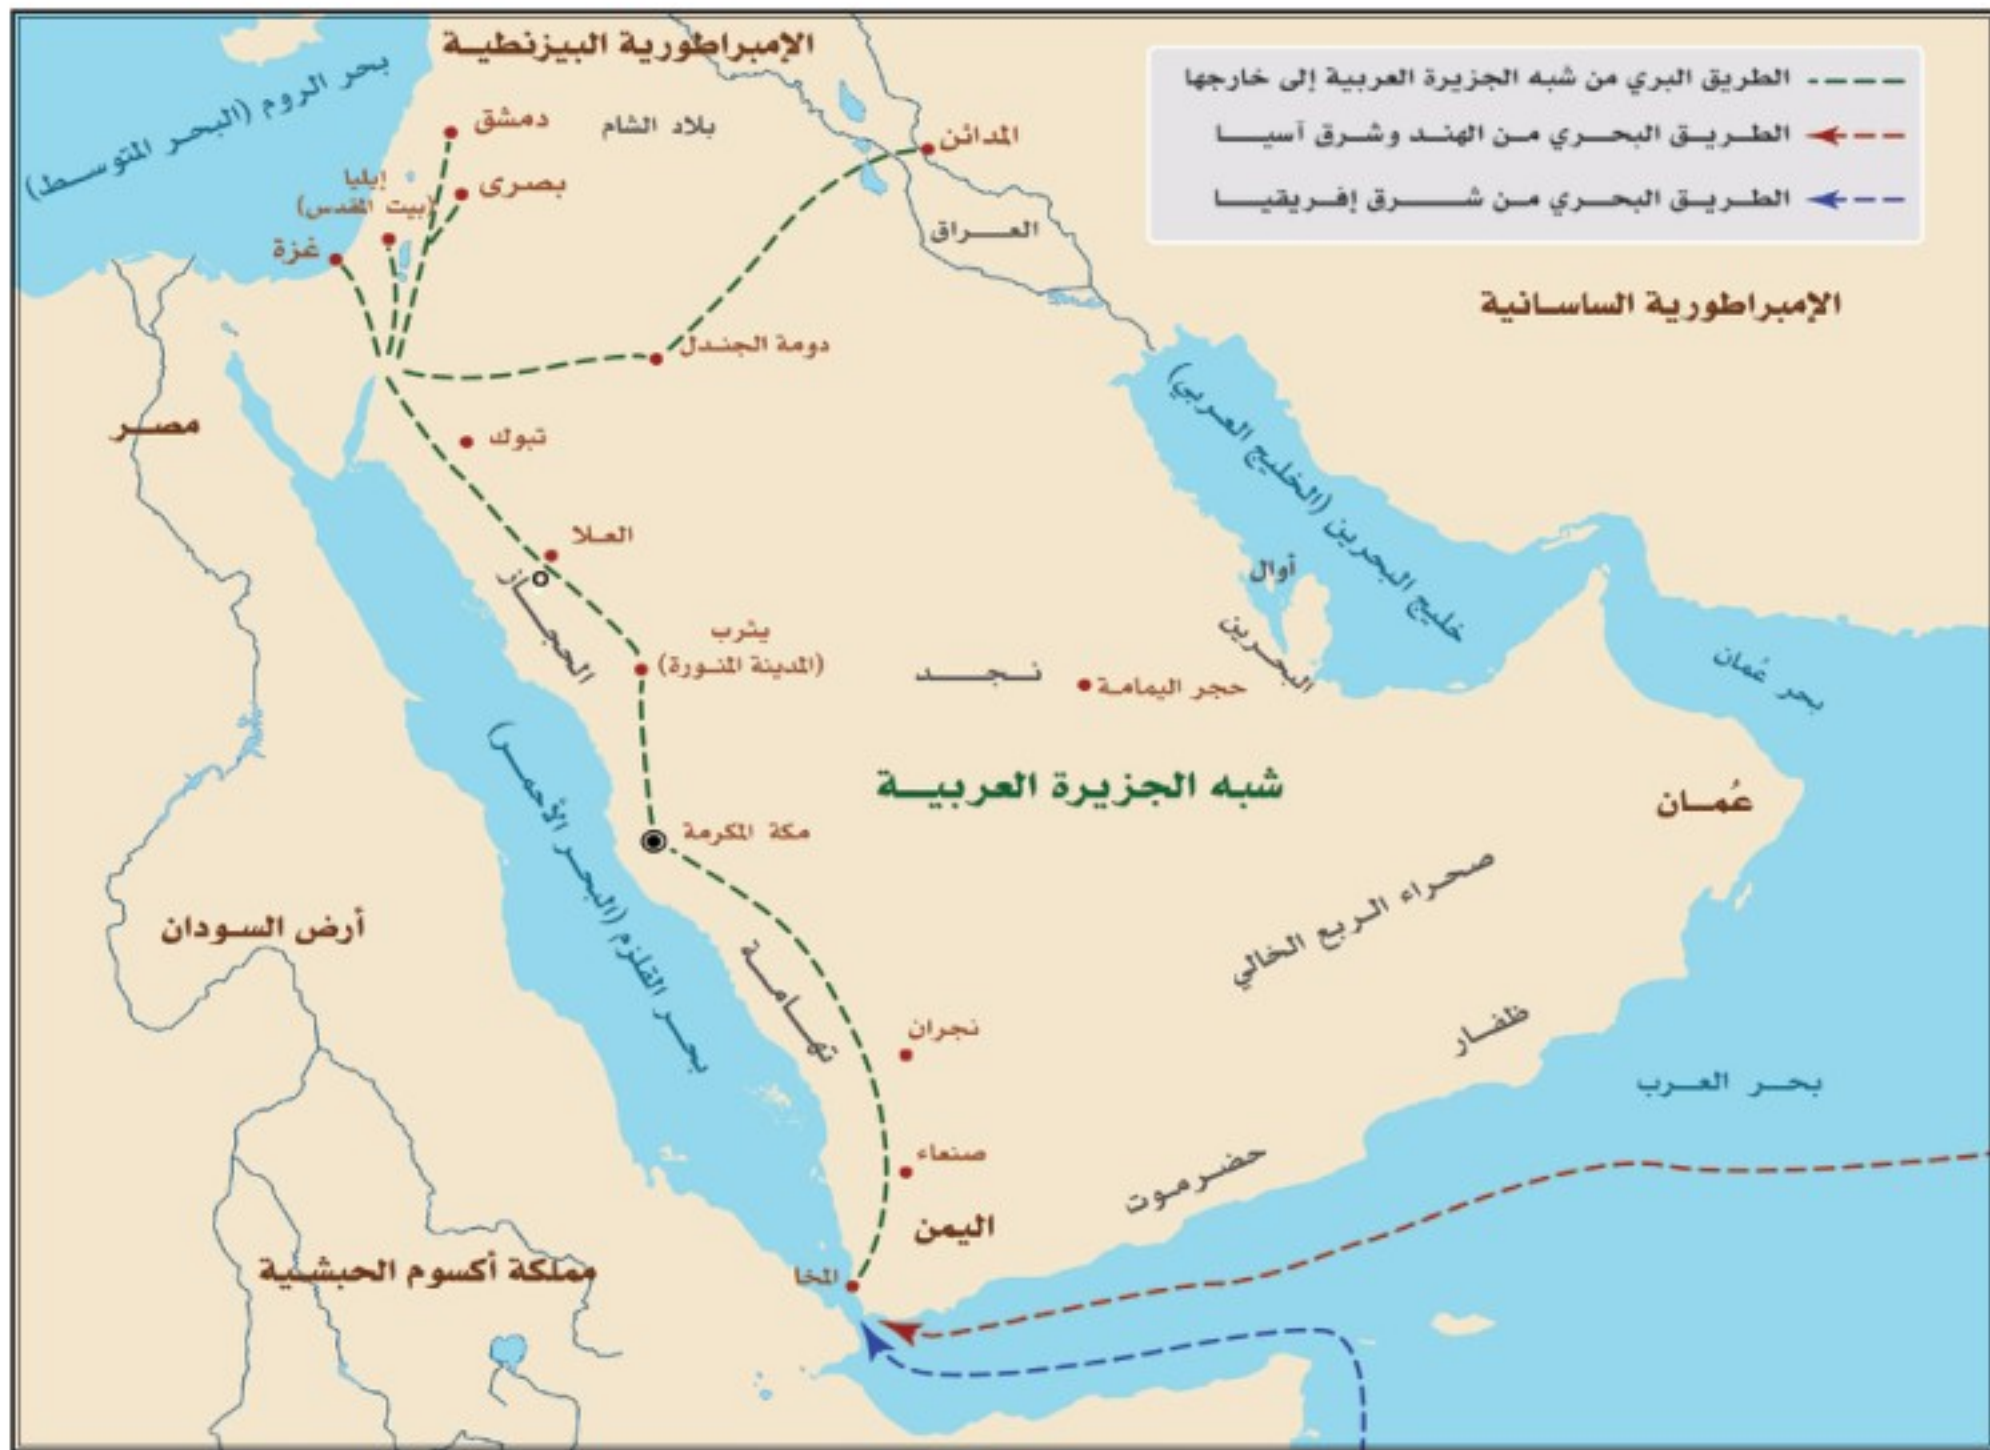 الإمبراطورية البيزنطية
الطريق البري من شبه الجزيرة العربية إلى خارجها
الطريق البحري من الهند وشرق آسيا
الطريق البحري من شرق إفريقيا
بحر الروم (البحر المتوسط)
دمشق
بلاد الشام
المدائن
إيليا
(بيت المقدس)
بصرى
غزة
العراق
الإمبراطورية الساسانية
دومة الجندل
مصر
تبوك
خليج البحرين (الخليج العربي)
العلا
الحجاز
أوال
البحرين
يثرب
(المدينة المنورة)
نجد
حجر اليمامة
بحر عُمان
شبه الجزيرة العربية
عُمان
مكة المكرمة
بحر القلزم (البحر الأحمر)
صحراء الربع الخالي
أرض السودان
تهامة
نجران
ظفار
بحر العرب
صنعاء
حضرموت
اليمن
مملكة أكسوم الحبشية
المخا